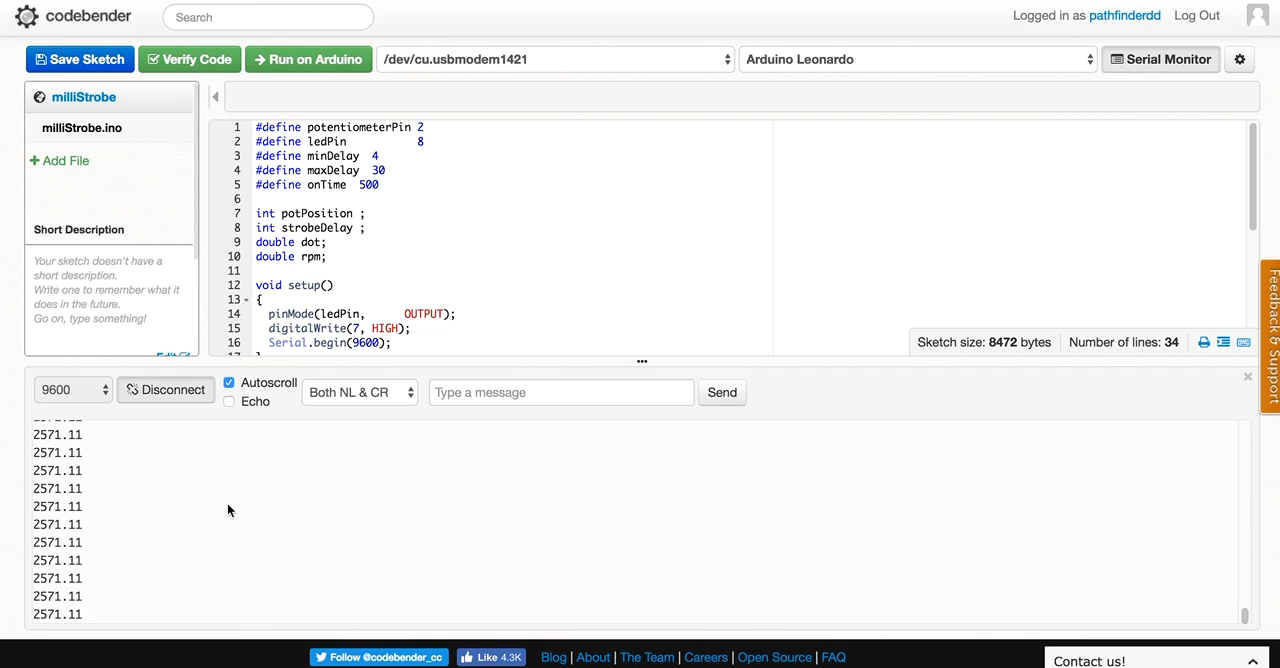 codebender
Search
Logged in as pathfinderdd
Log Out
Save Sketch
Verify Code
Run on Arduino
/dev/cu.usbmodem1421
Arduino Leonardo
Serial Monitor
milliStrobe
milliStrobe.ino
Add File
Short Description
Your sketch doesn't have a
short description.
Write one to remember what it
does in the future.
Go on, type something!
Edit
1 #define potentiometerPin 2
2 #define ledPin 8
3 #define minDelay 4
4 #define maxDelay 30
5 #define onTime 500
6
7 int potPosition ;
8 int strobeDelay ;
9 double dot;
10 double rpm;
11
12 void setup()
13 {
14 pinMode(ledPin, OUTPUT);
15 digitalWrite(7, HIGH);
16 Serial.begin(9600);
17 }
Sketch size: 8472 bytes
Number of lines: 34
Feedback & Support
9600
Disconnect
Autoscroll
Echo
Both NL & CR
Type a message
Send
2571.11
2571.11
2571.11
2571.11
2571.11
2571.11
2571.11
2571.11
2571.11
2571.11
2571.11
2571.11
Follow @codebender_cc
Like 4.3K
Blog | About | The Team | Careers | Open Source | FAQ
Contact us!